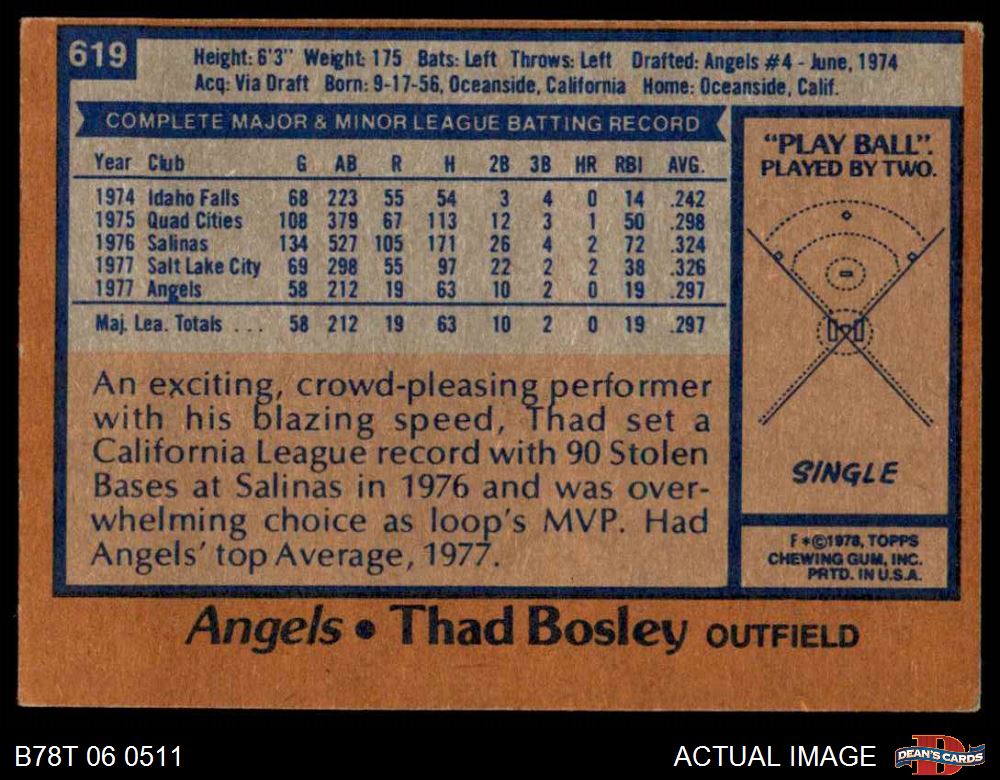 619
Height: 6'3" Weight: 175 Bats: Left Throws: Left Drafted: Angels #4 - June, 1974
Acq: Via Draft Born: 9-17-56, Oceanside, California Home: Oceanside, Calif.
COMPLETE MAJOR & MINOR LEAGUE BATTING RECORD
Year Club G AB R H 2B 3B HR RBI AVG.
1974 Idaho Falls 68 223 55 54 3 4 0 14 .242
1975 Quad Cities 108 379 67 113 12 3 1 50 .298
1976 Salinas 134 527 105 171 26 4 2 72 .324
1977 Salt Lake City 69 298 55 97 22 2 2 38 .326
1977 Angels 58 212 19 63 10 2 0 19 .297
Maj. Lea. Totals ... 58 212 19 63 10 2 0 19 .297
An exciting, crowd-pleasing performer
with his blazing speed, Thad set a
California League record with 90 Stolen
Bases at Salinas in 1976 and was over-
whelming choice as loop's MVP. Had
Angels' top Average, 1977.
"PLAY BALL".
PLAYED BY TWO.
SINGLE
F*©1978, TOPPS
CHEWING GUM, INC.
PRTD. IN U.S.A.
Angels • Thad Bosley OUTFIELD
B78T 06 0511
ACTUAL IMAGE
D
DEAN'S CARDS